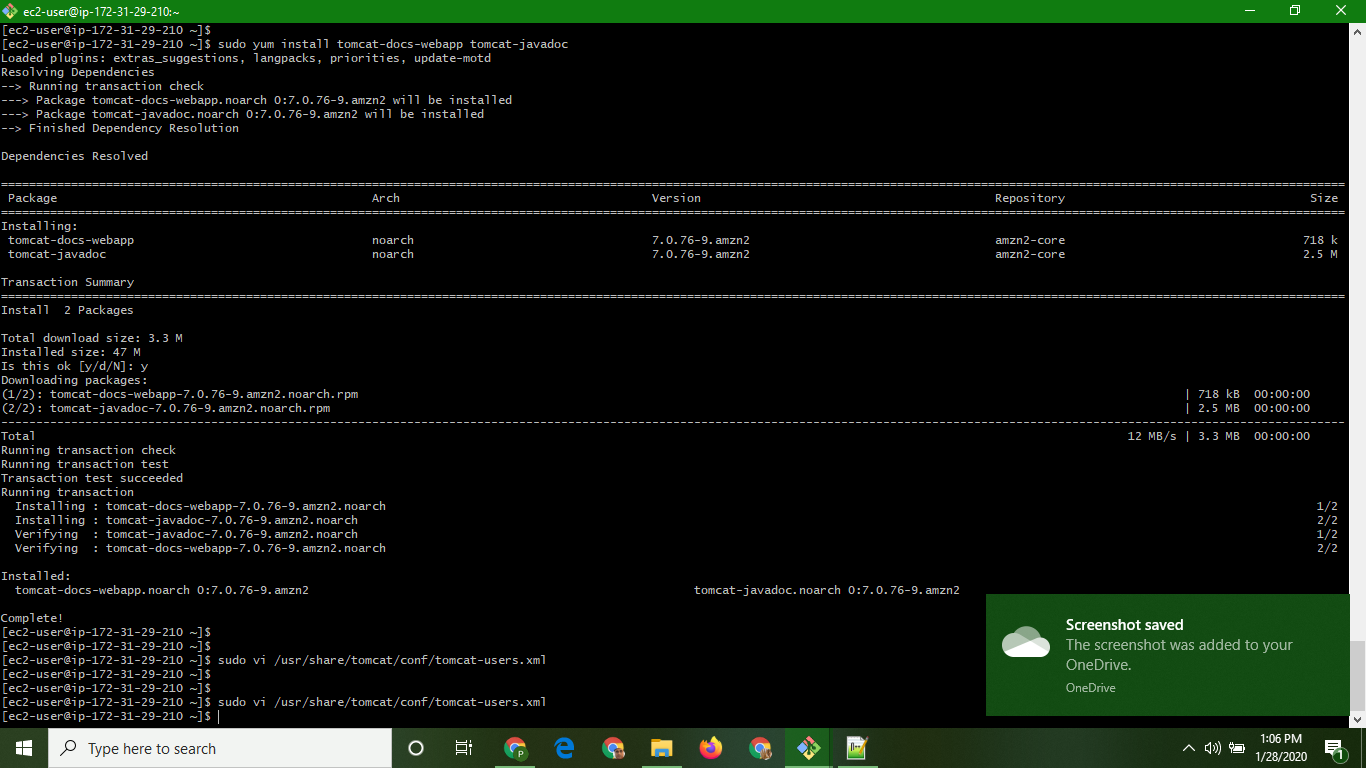 ec2-user@ip-172-31-29-210:~
[ec2-user@ip-172-31-29-210 ~]$
[ec2-user@ip-172-31-29-210 ~]$ sudo yum install tomcat-docs-webapp tomcat-javadoc
Loaded plugins: extras_suggestions, langpacks, priorities, update-motd
Resolving Dependencies
--> Running transaction check
---> Package tomcat-docs-webapp.noarch 0:7.0.76-9.amzn2 will be installed
---> Package tomcat-javadoc.noarch 0:7.0.76-9.amzn2 will be installed
--> Finished Dependency Resolution
Dependencies Resolved
Package Arch Version Repository Size
Installing:
tomcat-docs-webapp noarch 7.0.76-9.amzn2 amzn2-core 718 k
tomcat-javadoc noarch 7.0.76-9.amzn2 amzn2-core 2.5 M
Transaction Summary
Install 2 Packages
Total download size: 3.3 M
Installed size: 47 M
Is this ok [y/d/N]: y
Downloading packages:
(1/2): tomcat-docs-webapp-7.0.76-9.amzn2.noarch.rpm | 718 kB 00:00:00
(2/2): tomcat-javadoc-7.0.76-9.amzn2.noarch.rpm | 2.5 MB 00:00:00
Total 12 MB/s | 3.3 MB 00:00:00
Running transaction check
Running transaction test
Transaction test succeeded
Running transaction
Installing : tomcat-docs-webapp-7.0.76-9.amzn2.noarch 1/2
Installing : tomcat-javadoc-7.0.76-9.amzn2.noarch 2/2
Verifying : tomcat-javadoc-7.0.76-9.amzn2.noarch 1/2
Verifying : tomcat-docs-webapp-7.0.76-9.amzn2.noarch 2/2
Installed:
tomcat-docs-webapp.noarch 0:7.0.76-9.amzn2 tomcat-javadoc.noarch 0:7.0.76-9.amzn2
Complete!
[ec2-user@ip-172-31-29-210 ~]$
[ec2-user@ip-172-31-29-210 ~]$
[ec2-user@ip-172-31-29-210 ~]$ sudo vi /usr/share/tomcat/conf/tomcat-users.xml
[ec2-user@ip-172-31-29-210 ~]$
[ec2-user@ip-172-31-29-210 ~]$
[ec2-user@ip-172-31-29-210 ~]$ sudo vi /usr/share/tomcat/conf/tomcat-users.xml
[ec2-user@ip-172-31-29-210 ~]$
Screenshot saved
The screenshot was added to your
OneDrive.
OneDrive
Type here to search
P
1:06 PM
1/28/2020
1